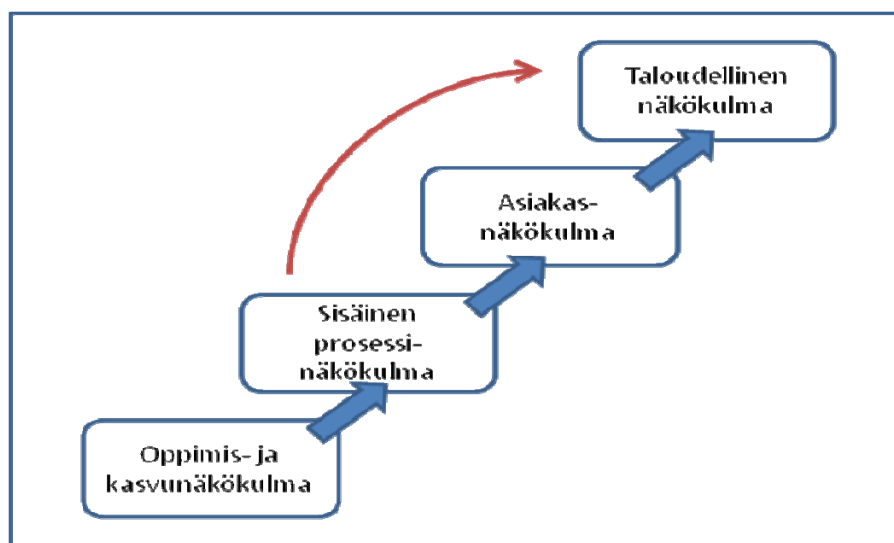 Taloudellinen
näkökulma
Asiakas-
näkökulma
Sisäinen
prosessi-
näkökulma
Oppimis- ja
kasvunäkökulma